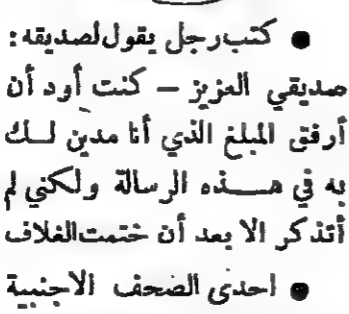 ● كتب رجل يقول لصديقه :
صديقي العزيز — كنت أود أن
أرفق المبلغ الذي أنا مدين لك
به في هذه الرسالة ولكني لم
أتذكر الا بعد أن ختمت الغلاف
● احدى الصحف الاجنبية